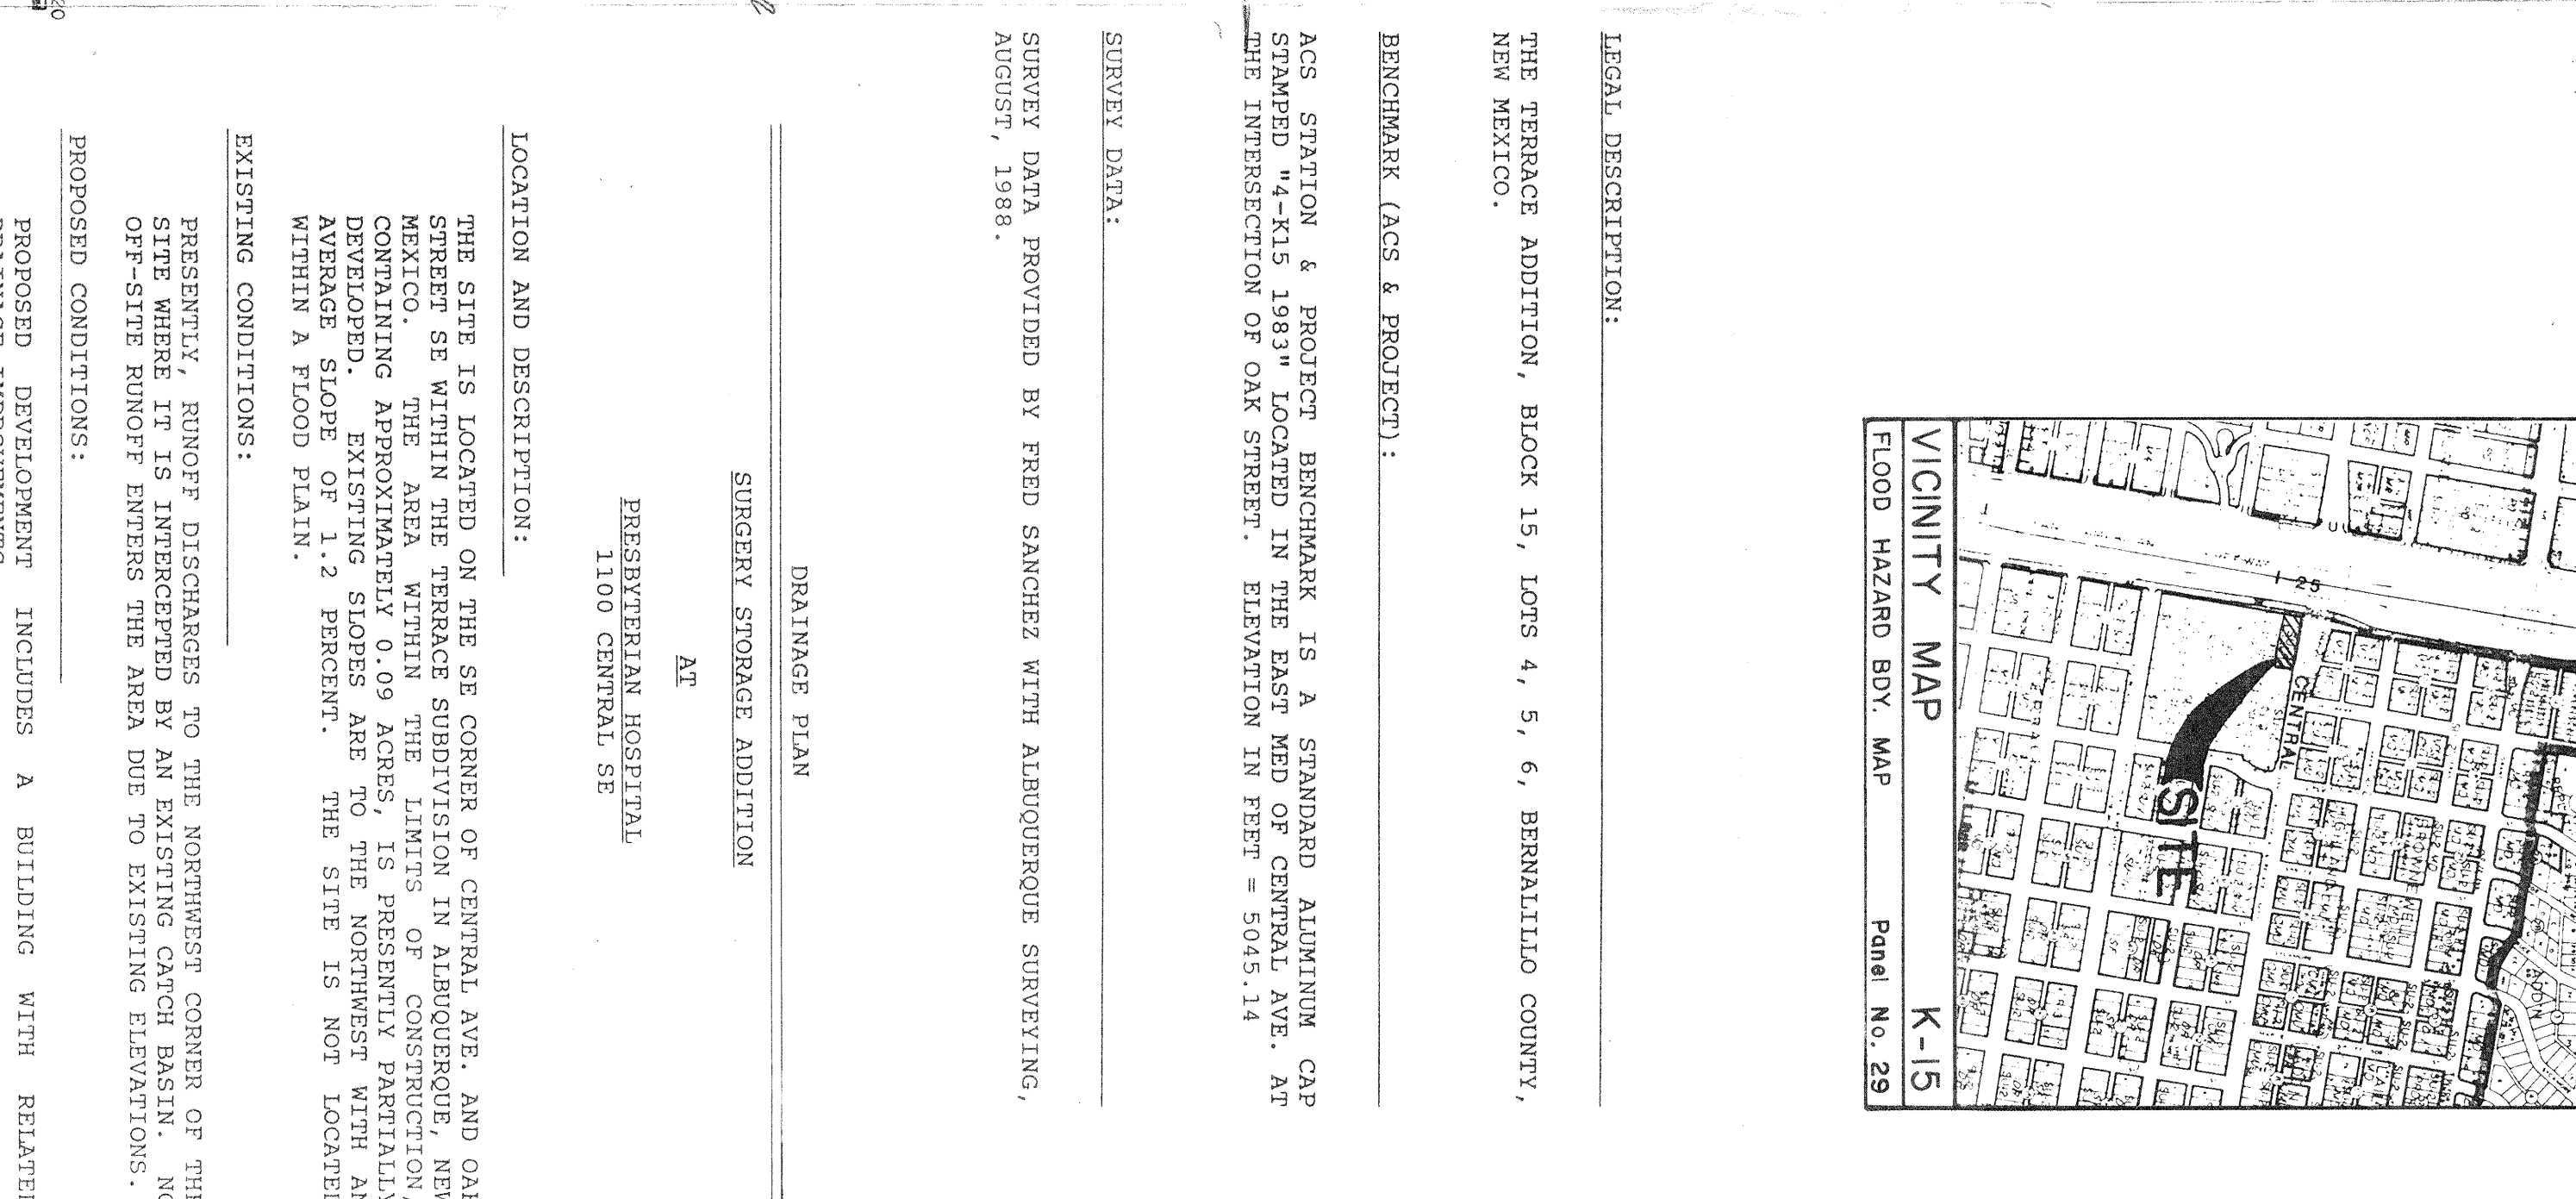 I 25
CENTRAL
SITE
VICINITY MAP K-15
FLOOD HAZARD BDY. MAP Panel No. 29
LEGAL DESCRIPTION:
THE TERRACE ADDITION, BLOCK 15, LOTS 4, 5, 6, BERNALILLO COUNTY,
NEW MEXICO.
BENCHMARK (ACS & PROJECT):
ACS STATION & PROJECT BENCHMARK IS A STANDARD ALUMINUM CAP
STAMPED "4-K15 1983" LOCATED IN THE EAST MED OF CENTRAL AVE. AT
THE INTERSECTION OF OAK STREET. ELEVATION IN FEET = 5045.14
SURVEY DATA:
SURVEY DATA PROVIDED BY FRED SANCHEZ WITH ALBUQUERQUE SURVEYING,
AUGUST, 1988.
DRAINAGE PLAN
SURGERY STORAGE ADDITION
AT
PRESBYTERIAN HOSPITAL
1100 CENTRAL SE
LOCATION AND DESCRIPTION:
THE SITE IS LOCATED ON THE SE CORNER OF CENTRAL AVE. AND OAK
STREET SE WITHIN THE TERRACE SUBDIVISION IN ALBUQUERQUE, NEW
MEXICO. THE AREA WITHIN THE LIMITS OF CONSTRUCTION,
CONTAINING APPROXIMATELY 0.09 ACRES, IS PRESENTLY PARTIALLY
DEVELOPED. EXISTING SLOPES ARE TO THE NORTHWEST WITH AN
AVERAGE SLOPE OF 1.2 PERCENT. THE SITE IS NOT LOCATED
WITHIN A FLOOD PLAIN.
EXISTING CONDITIONS:
PRESENTLY, RUNOFF DISCHARGES TO THE NORTHWEST CORNER OF THE
SITE WHERE IT IS INTERCEPTED BY AN EXISTING CATCH BASIN. NO
OFF-SITE RUNOFF ENTERS THE AREA DUE TO EXISTING ELEVATIONS.
PROPOSED CONDITIONS:
PROPOSED DEVELOPMENT INCLUDES A BUILDING WITH RELATED
DRAINAGE IMPROVEMENTS